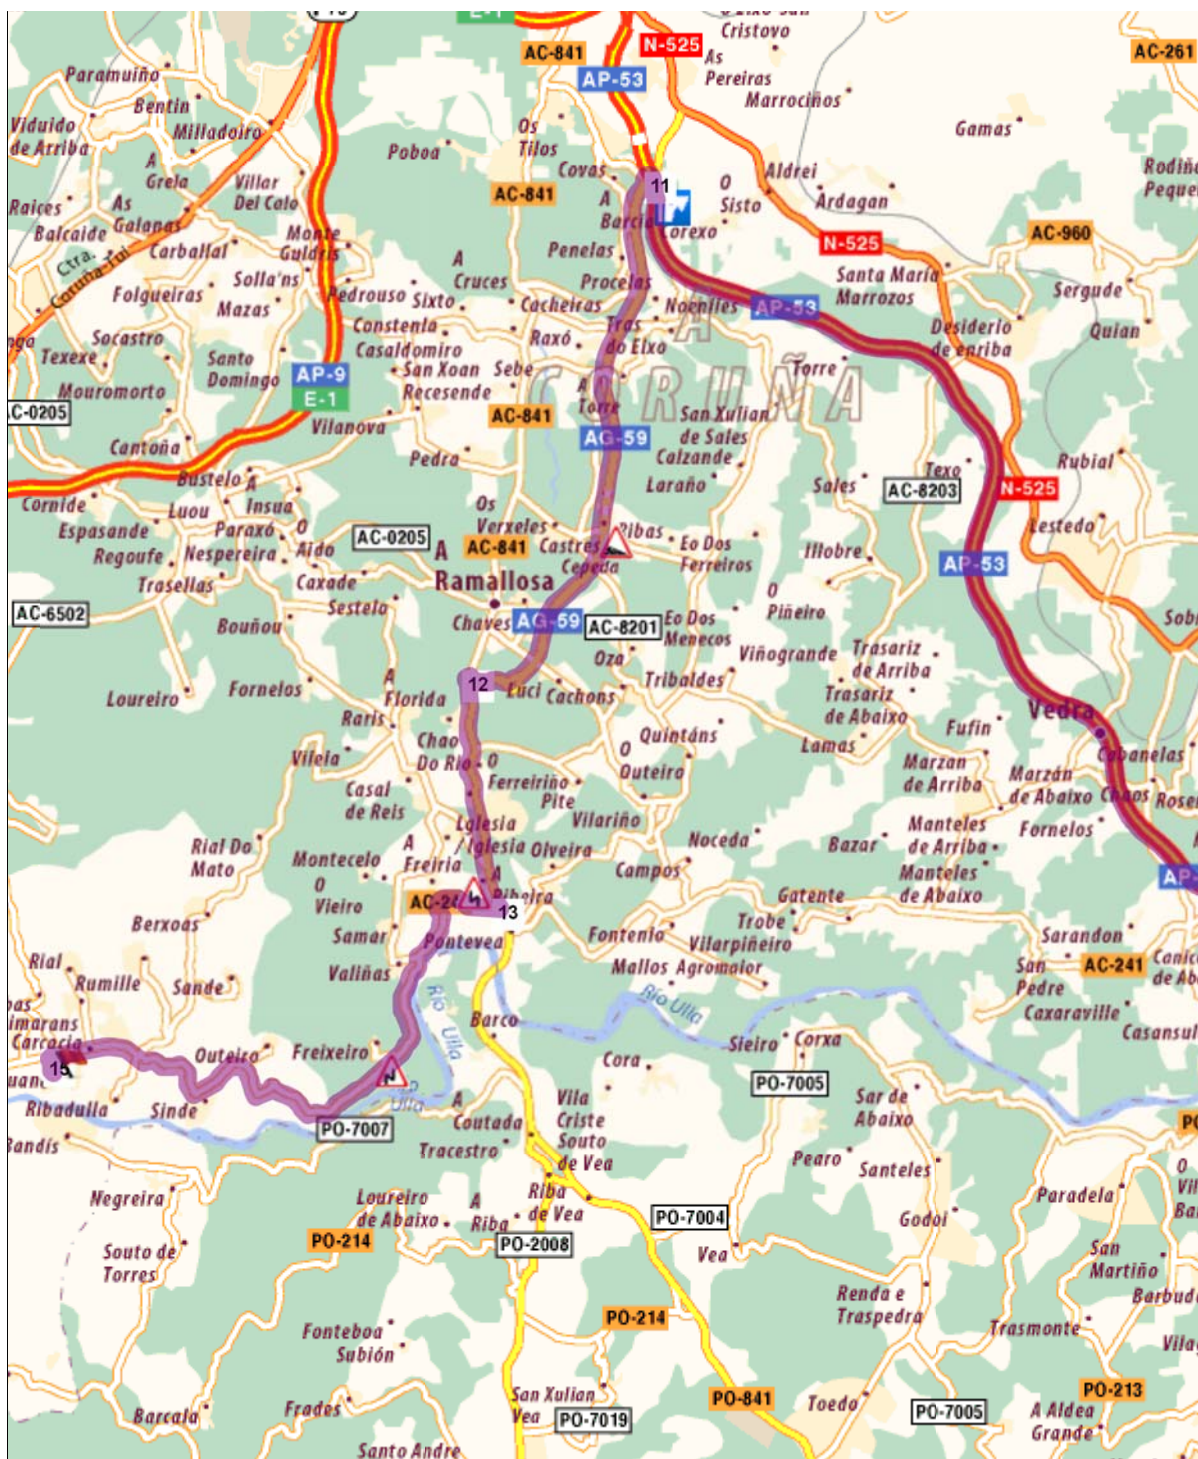 E-1
AC-841
N-525
Cristovo
AC-261
AP-53
As
Pereiras
Marrociños
Paramuíño
Bentin
Milladoiro
Viduido
de Arriba
A
Grela
Poboa
Os
Tilos
Gamas
Covas
11
Aldrei
Villar
Del Calo
AC-841
A
Barcia
O
Sisto
Ardagan
Raices
As
Galanas
Balcaide
Carballal
Monte
Guldris
Penelas
N-525
AC-960
Ctra.
Coruña-Tui
Solla'ns
A
Cruces
Procelas
Santa Maria
Marrozos
Sergude
Folgueiras
Mazas
Pedrouso
Sixto
Cacheiras
AP-53
Constenla
Tras
do Eixo
Desiderio
de enriba
Quian
Socastro
Casaldomiro
Raxó
A
CORUÑA
Texexe
Santo
Domingo
AP-9
E-1
San Xoan
Recesende
Sebe
A
Torre
Torre
Mouromorto
AC-0205
AC-841
San Xulian
de Sales
Vilanova
AG-59
Cantoña
Pedra
Calzande
Texo
Rubial
Bustelo
A
Insua
Laraño
Sales
AC-8203
N-525
Cornide
Luou
Os
Verxeles
Espasande
Paraxó
O
Aido
Ribas
Lestedo
Regoufe
Nespereira
AC-0205
A
Ramallosa
AC-841
Castres
Cepeda
Eo Dos
Ferreiros
Illobre
AP-53
Trasellas
Caxade
Sestelo
O
Piñeiro
AC-6502
Bouñou
Chaves
AG-59
AC-8201
Eo Dos
Menecos
Oza
Viñogrande
Trasariz
de Arriba
Loureiro
Fornelos
A
Florida
12
Luci
Cachons
Tribaldes
Trasariz
de Abaixo
Raris
Vedra
Chao
Do Rio
Quintáns
Fufin
Vilela
O
Ferreiriño
O
Outeiro
Lamas
Marzan
de Arriba
Cabanelas
Casal
de Reis
Pite
Marzán
de Abaixo
Chaos
Vilariño
Iglesia
/ Iglesia
Noceda
Manteles
de Arriba
Fornelos
Rial Do
Mato
Montecelo
A
Freiria
Olveira
Bazar
O
Vieiro
A
Ribeira
Campos
Manteles
de Abaixo
13
Gatente
Berxoas
Samar
Pontevea
Fontenio
Trobe
Vilarpiñeiro
Sarandon
Rial
Valiñas
Mallos
Agromaior
San
Pedre
AC-241
Rumille
Sande
Río
Ulla
Río Ulla
Caxaraville
Barco
Carcacia
Outeiro
Freixeiro
Sieiro
Corxa
15
Cora
Ulla
PO-7005
Ribadulla
Sinde
PO-7007
A
Coutada
Vila
Criste
Souto
de Vea
Sar de
Abaixo
Tracestro
Pearo
Santeles
Negreira
Loureiro
de Abaixo
A
Riba
Riba
de Vea
Paradela
PO-214
PO-2008
PO-7004
Godoi
Souto de
Torres
Vea
San
Martiño
Renda e
Traspedra
Fonteboa
Subión
PO-214
Trasmonte
PO-841
PO-213
Barcala
Frades
San Xulian
Vea
PO-7019
Toedo
PO-7005
A Aldea
Grande
Santo Andre